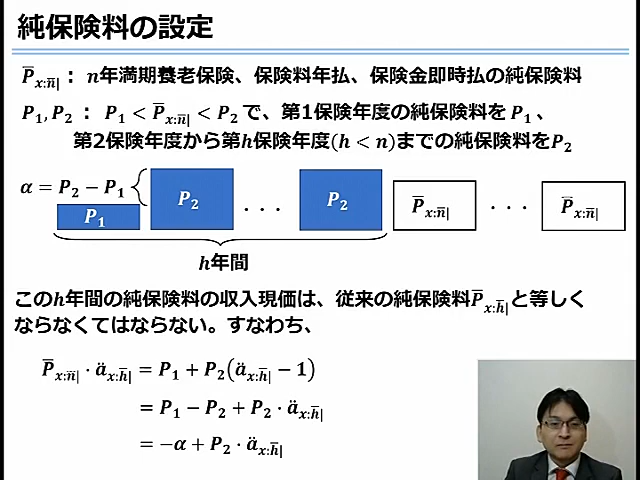 純保険料の設定
P̅ₓ:n̅| : n年満期養老保険、保険料年払、保険金即時払の純保険料
P₁, P₂ : P₁ < P̅ₓ:n̅| < P₂ で、第1保険年度の純保険料を P₁ 、
第2保険年度から第h保険年度(h < n)までの純保険料をP₂
α = P₂ − P₁
P₁ P₂ · · · P₂ P̅ₓ:n̅| · · · P̅ₓ:n̅|
h年間
このh年間の純保険料の収入現価は、従来の純保険料P̅ₓ:h̅|と等しく
ならなくてはならない。すなわち、
P̅ₓ:n̅| · äₓ:h̅| = P₁ + P₂(äₓ:h̅| − 1)
= P₁ − P₂ + P₂ · äₓ:h̅|
= −α + P₂ · äₓ:h̅|